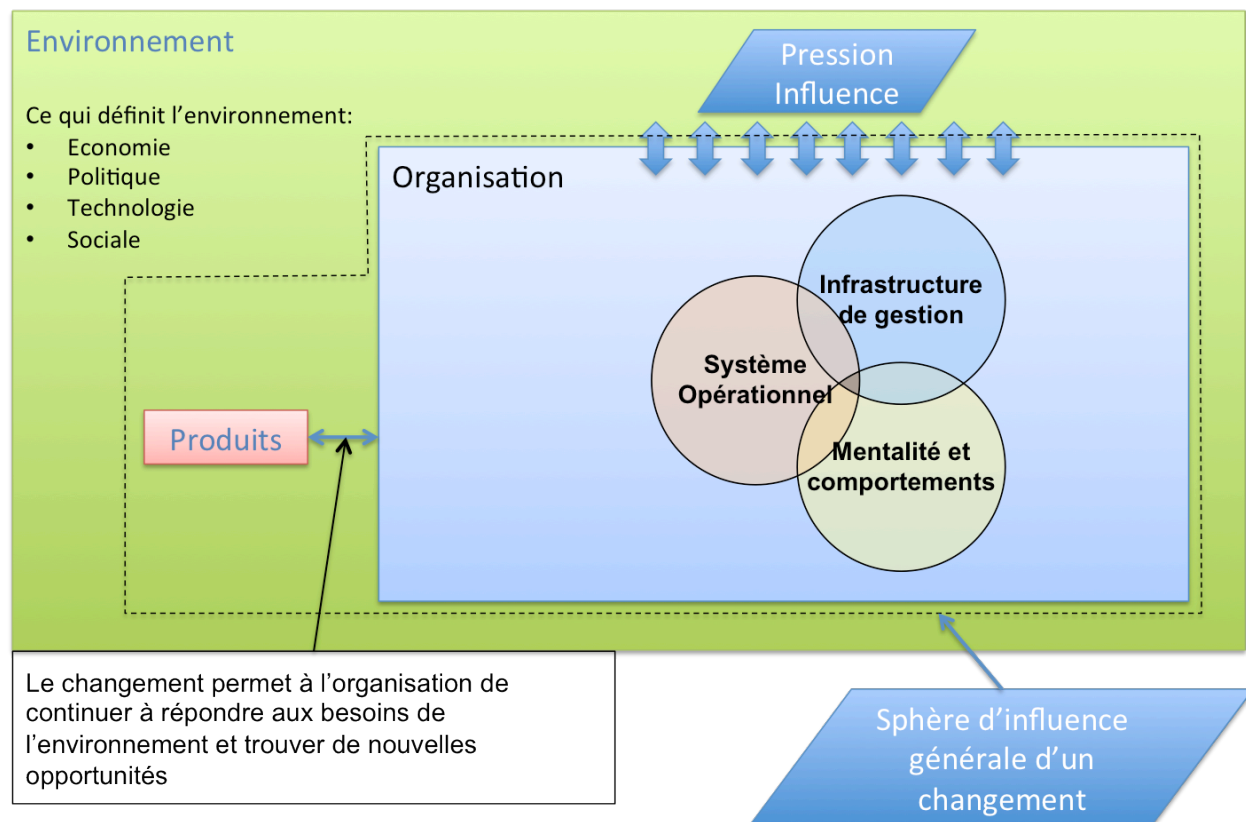 Environnement
Pression
Influence
Ce qui définit l’environnement:
• Economie
• Politique
• Technologie
• Sociale
Organisation
Infrastructure
de gestion
Système
Opérationnel
Mentalité et
comportements
Produits
Le changement permet à l’organisation de
continuer à répondre aux besoins de
l’environnement et trouver de nouvelles
opportunités
Sphère d’influence
générale d’un
changement